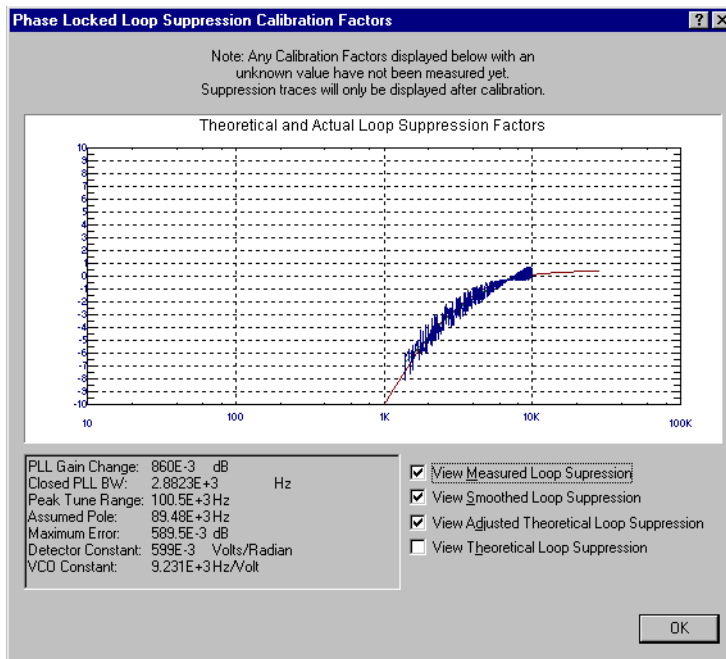 Phase Locked Loop Suppression Calibration Factors
Note: Any Calibration Factors displayed below with an
unknown value have not been measured yet.
Suppression traces will only be displayed after calibration.
Theoretical and Actual Loop Suppression Factors
10
9
8
7
6
5
4
3
2
1
0
-1
-2
-3
-4
-5
-6
-7
-8
-9
-10
10
100
1K
10K
100K
PLL Gain Change: 860E-3 dB
Closed PLL BW: 2.8823E+3 Hz
Peak Tune Range: 100.5E+3 Hz
Assumed Pole: 89.48E+3 Hz
Maximum Error: 589.5E-3 dB
Detector Constant: 599E-3 Volts/Radian
VCO Constant: 9.231E+3 Hz/Volt
View Measured Loop Supression
View Smoothed Loop Suppression
View Adjusted Theoretical Loop Suppression
View Theoretical Loop Suppression
OK